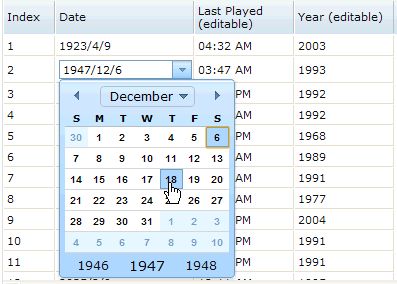 Index Date Last Played (editable) Year (editable)
1 1923/4/9 04:32 AM 2003
2 1947/12/6 03:47 AM 1993
3 PM 1992
4 PM 1992
5 PM 1968
6 PM 1989
7 PM 1991
8 AM 1977
9 PM 2004
10 PM 1991
11 PM 1991
December
S M T W T F S
30 1 2 3 4 5 6
7 8 9 10 11 12 13
14 15 16 17 18 19 20
21 22 23 24 25 26 27
28 29 30 31 1 2 3
4 5 6 7 8 9 10
1946 1947 1948